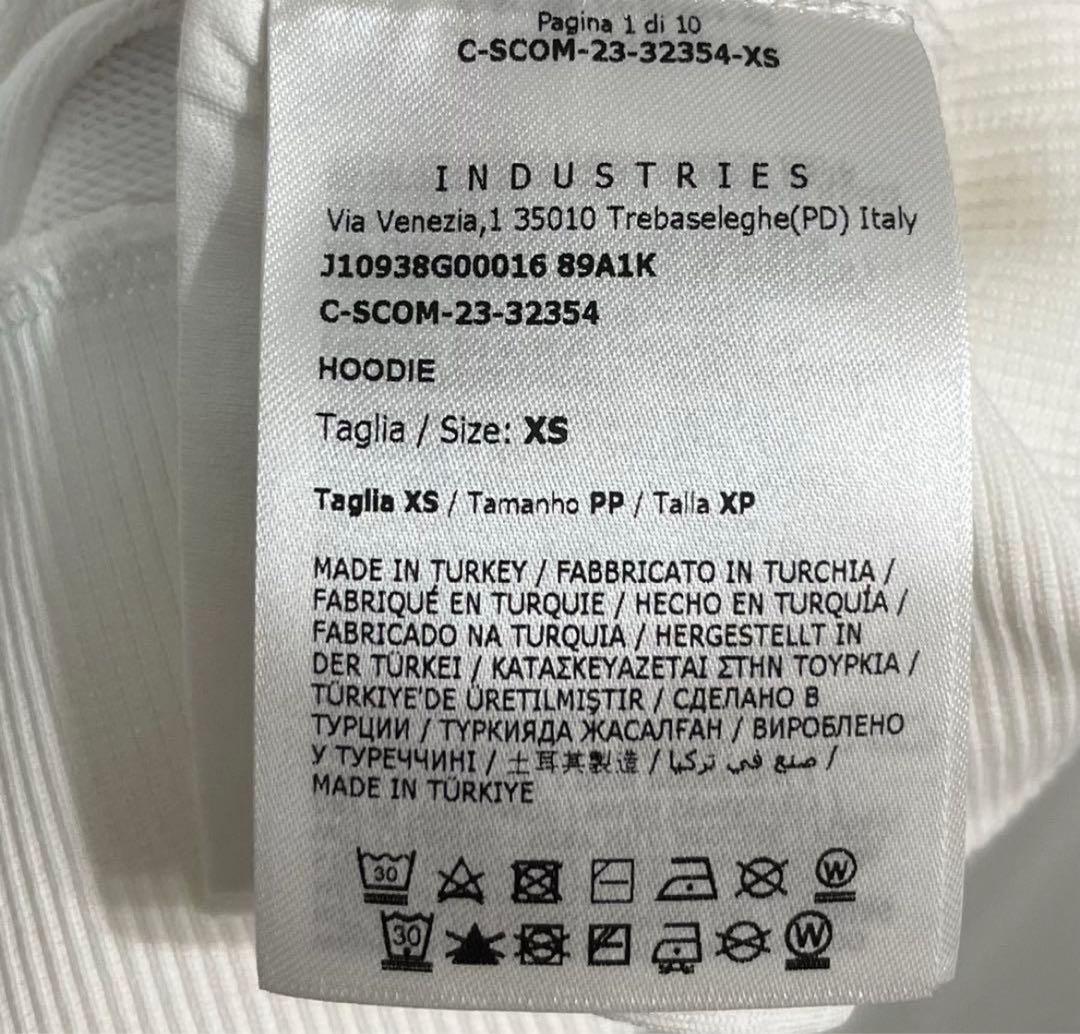 Pagina 1 di 10
C-SCOM-23-32354-XS
INDUSTRIES
Via Venezia,1 35010 Trebaseleghe(PD) Italy
J10938G00016 89A1K
C-SCOM-23-32354
HOODIE
Taglia / Size: XS
Taglia XS / Tamanho PP / Talla XP
MADE IN TURKEY / FABBRICATO IN TURCHIA /
FABRIQUÉ EN TURQUIE / HECHO EN TURQUÍA /
FABRICADO NA TURQUIA / HERGESTELLT IN
DER TÜRKEI / ΚΑΤΑΣΚΕΥΑΖΕΤΑΙ ΣΤΗΝ ΤΟΥΡΚΙΑ /
TÜRKIYE'DE ÜRETILMIŞTIR / СДЕЛАНО В
ТУРЦИИ / ТҮРКИЯДА ЖАСАЛҒАН / ВИРОБЛЕНО
У ТУРЕЧЧИНІ / 土耳其製造 / صنع في تركيا /
MADE IN TÜRKIYE
30 W
30 W